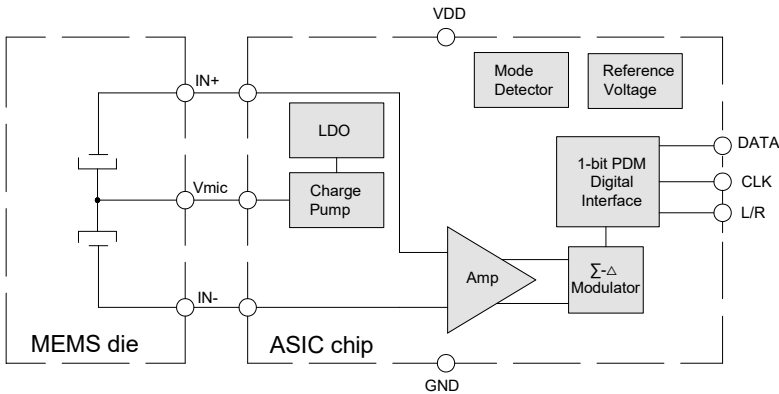 VDD
IN+
Mode
Detector
Reference
Voltage
LDO
DATA
1-bit PDM
Digital
Interface
CLK
Vmic
Charge
Pump
L/R
Amp
∑-△
Modulator
IN-
MEMS die
ASIC chip
GND